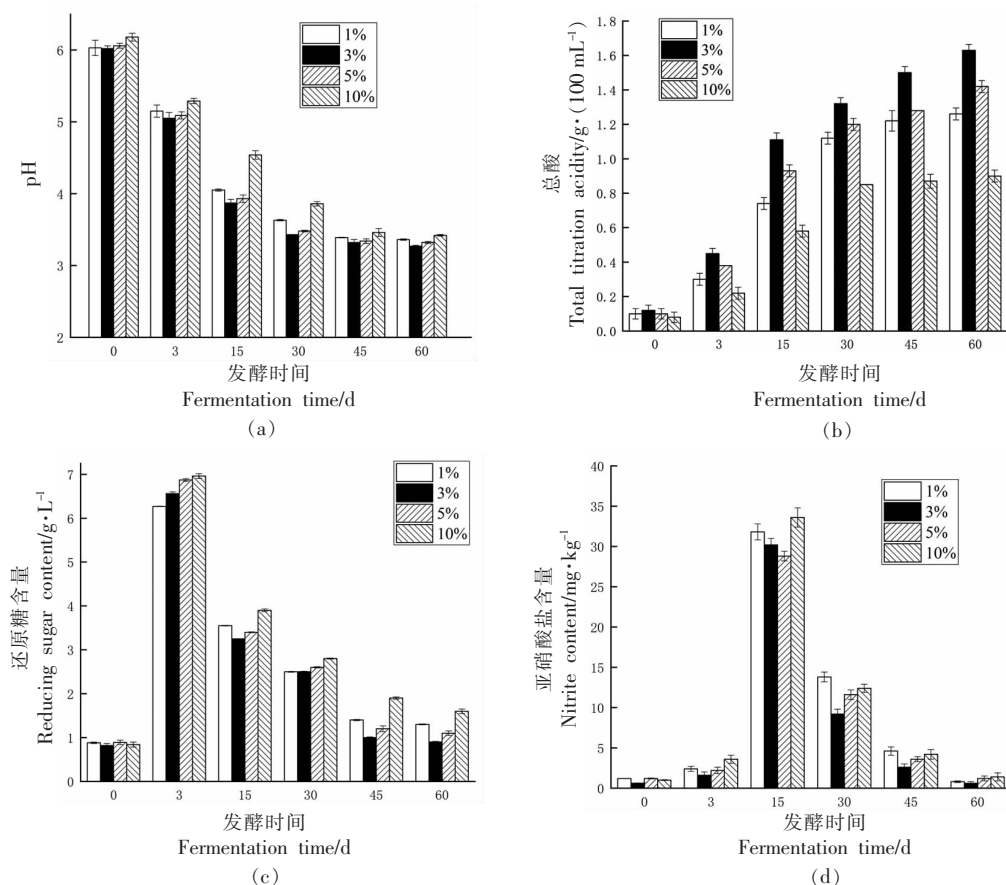 1%
3%
5%
10%
6
5
4
3
2
pH
0 3 15 30 45 60
发酵时间
Fermentation time/d
(a)
1%
3%
5%
10%
1.8
1.6
1.4
1.2
1.0
0.8
0.6
0.4
0.2
0.0
总酸
Total titration acidity/g·(100 mL⁻¹)
0 3 15 30 45 60
发酵时间
Fermentation time/d
(b)
1%
3%
5%
10%
7
6
5
4
3
2
1
0
还原糖含量
Reducing sugar content/g·L⁻¹
0 3 15 30 45 60
发酵时间
Fermentation time/d
(c)
1%
3%
5%
10%
40
35
30
25
20
15
10
5
0
亚硝酸盐含量
Nitrite content/mg·kg⁻¹
0 3 15 30 45 60
发酵时间
Fermentation time/d
(d)